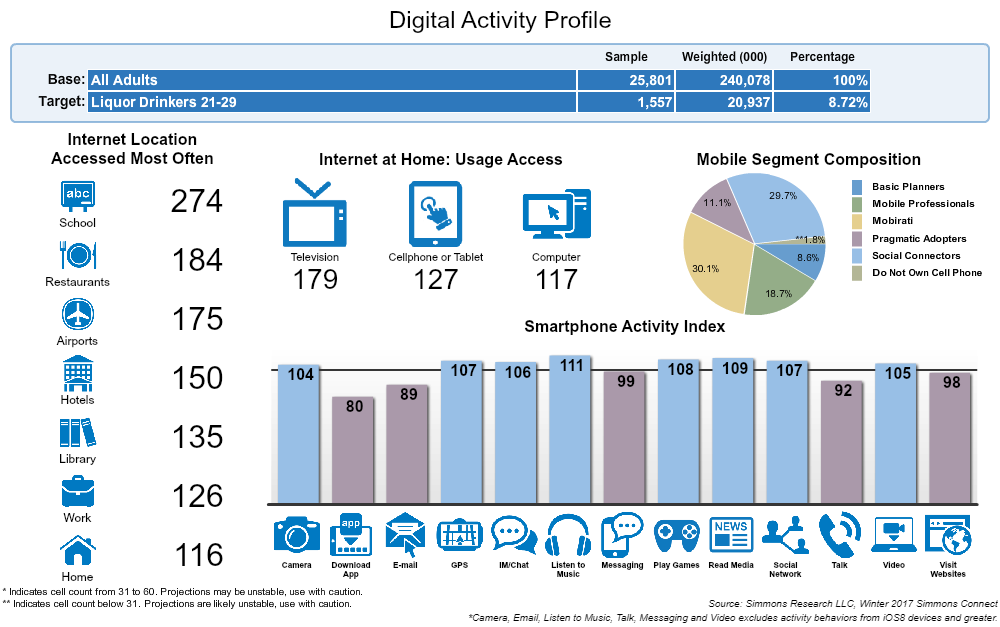 Digital Activity Profile
Sample Weighted (000) Percentage
Base: All Adults 25,801 240,078 100%
Target: Liquor Drinkers 21-29 1,557 20,937 8.72%
Internet Location
Accessed Most Often
abc
School
274
Restaurants
184
Airports
175
Hotels
150
Library
135
Work
126
Home
116
Internet at Home: Usage Access
Television
179
Cellphone or Tablet
127
Computer
117
Mobile Segment Composition
29.7%
11.1%
**1.8%
8.6%
30.1%
18.7%
Basic Planners
Mobile Professionals
Mobirati
Pragmatic Adopters
Social Connectors
Do Not Own Cell Phone
Smartphone Activity Index
104 80 89 107 106 111 99 108 109 107 92 105 98
app
NEWS
Camera
Download
App
E-mail
GPS
IM/Chat
Listen to
Music
Messaging
Play Games
Read Media
Social
Network
Talk
Video
Visit
Websites
* Indicates cell count from 31 to 60. Projections may be unstable, use with caution.
** Indicates cell count below 31. Projections are likely unstable, use with caution.
Source: Simmons Research LLC, Winter 2017 Simmons Connect
*Camera, Email, Listen to Music, Talk, Messaging and Video excludes activity behaviors from iOS8 devices and greater.